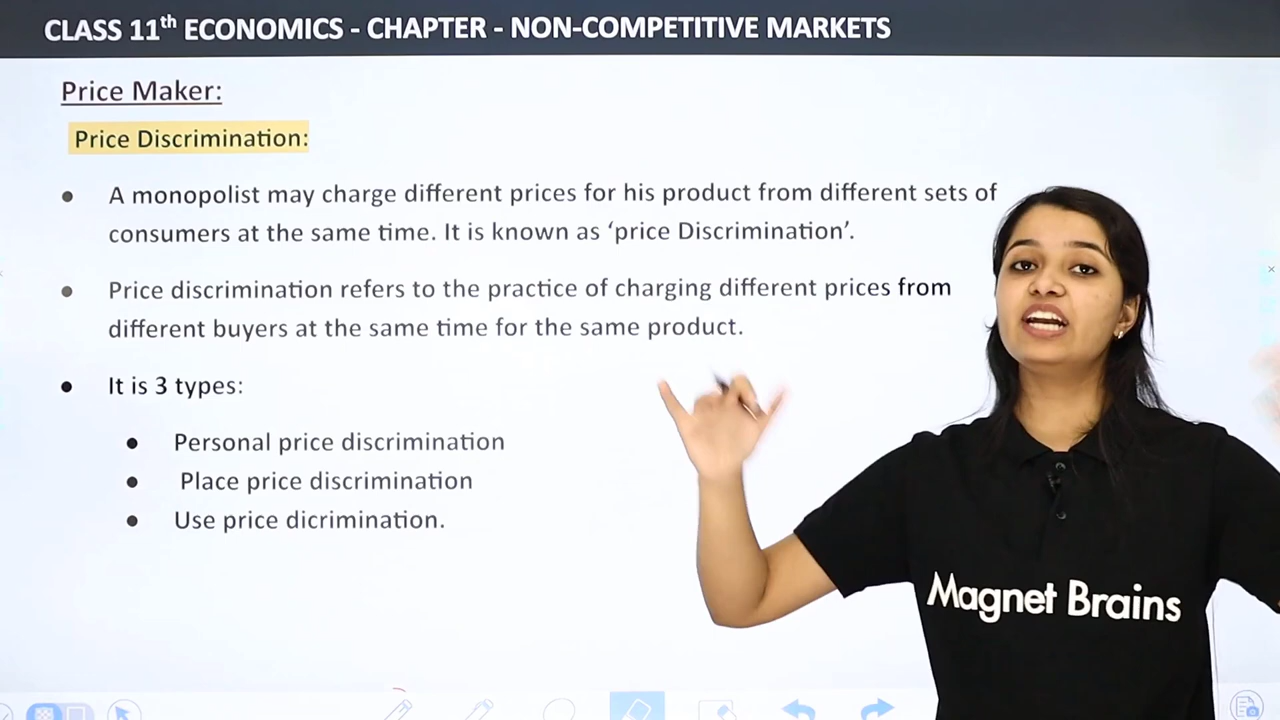 CLASS 11th ECONOMICS - CHAPTER - NON-COMPETITIVE MARKETS
Price Maker:
Price Discrimination:
● A monopolist may charge different prices for his product from different sets of
consumers at the same time. It is known as ‘price Discrimination’.
● Price discrimination refers to the practice of charging different prices from
different buyers at the same time for the same product.
● It is 3 types:
● Personal price discrimination
● Place price discrimination
● Use price dicrimination.
Magnet Brains